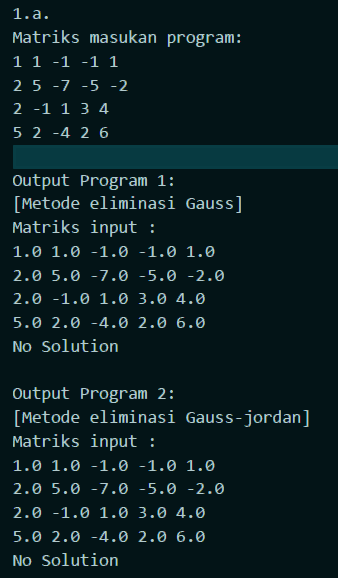 1.a.
Matriks masukan program:
1 1 -1 -1 1
2 5 -7 -5 -2
2 -1 1 3 4
5 2 -4 2 6
Output Program 1:
[Metode eliminasi Gauss]
Matriks input :
1.0 1.0 -1.0 -1.0 1.0
2.0 5.0 -7.0 -5.0 -2.0
2.0 -1.0 1.0 3.0 4.0
5.0 2.0 -4.0 2.0 6.0
No Solution
Output Program 2:
[Metode eliminasi Gauss-jordan]
Matriks input :
1.0 1.0 -1.0 -1.0 1.0
2.0 5.0 -7.0 -5.0 -2.0
2.0 -1.0 1.0 3.0 4.0
5.0 2.0 -4.0 2.0 6.0
No Solution